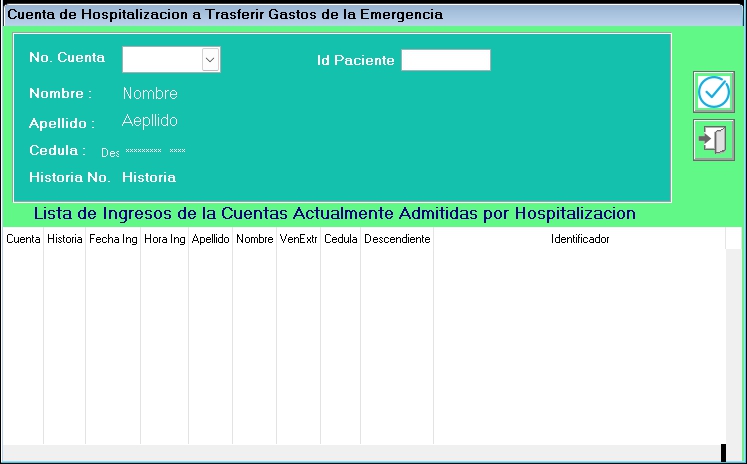 Cuenta de Hospitalizacion a Trasferir Gastos de la Emergencia
No. Cuenta Id Paciente
Nombre : Nombre
Apellido : Aepllido
Cedula : Des ********* ****
Historia No. Historia
Lista de Ingresos de la Cuentas Actualmente Admitidas por Hospitalizacion
Cuenta Historia Fecha Ing Hora Ing Apellido Nombre VenExtr Cedula Descendiente Identificador